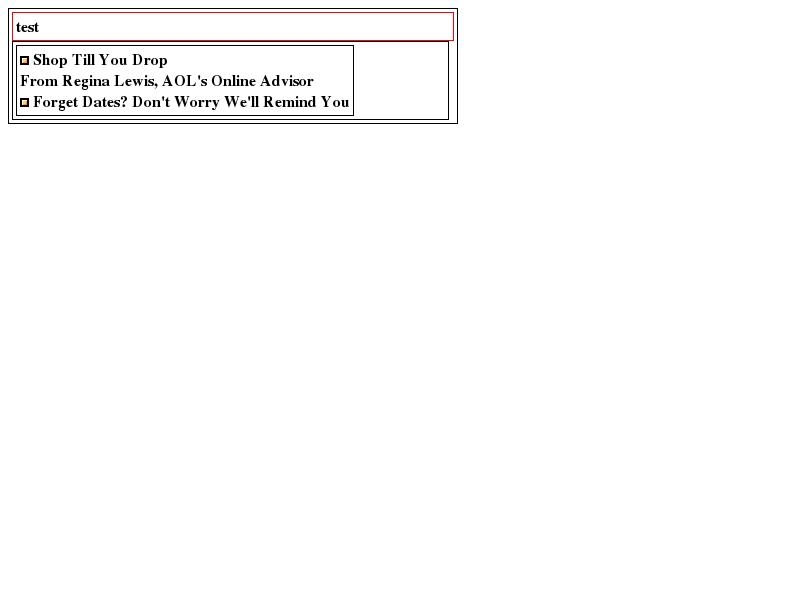 test
Shop Till You Drop
From Regina Lewis, AOL's Online Advisor
Forget Dates? Don't Worry We'll Remind You